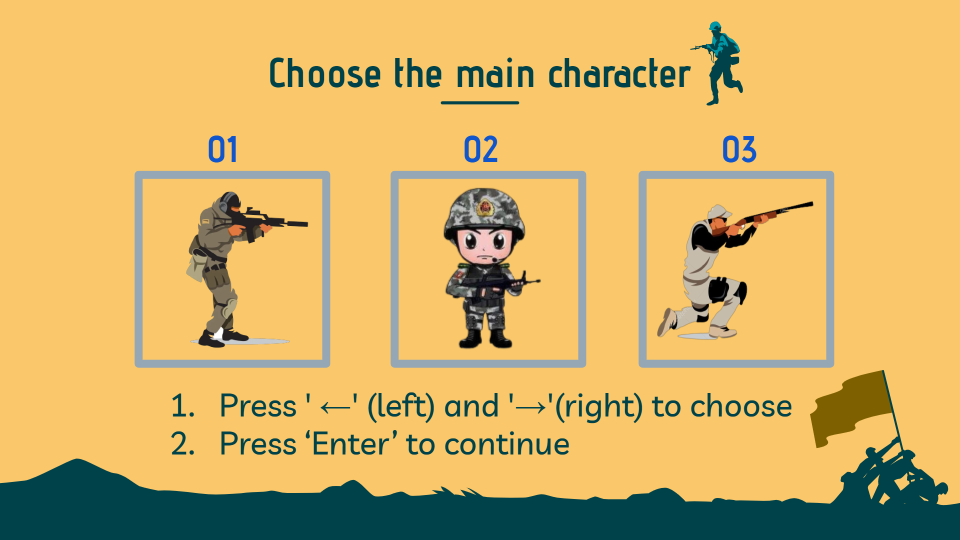 Choose the main character
01 02 03
1. Press ' ←' (left) and '→'(right) to choose
2. Press ‘Enter’ to continue